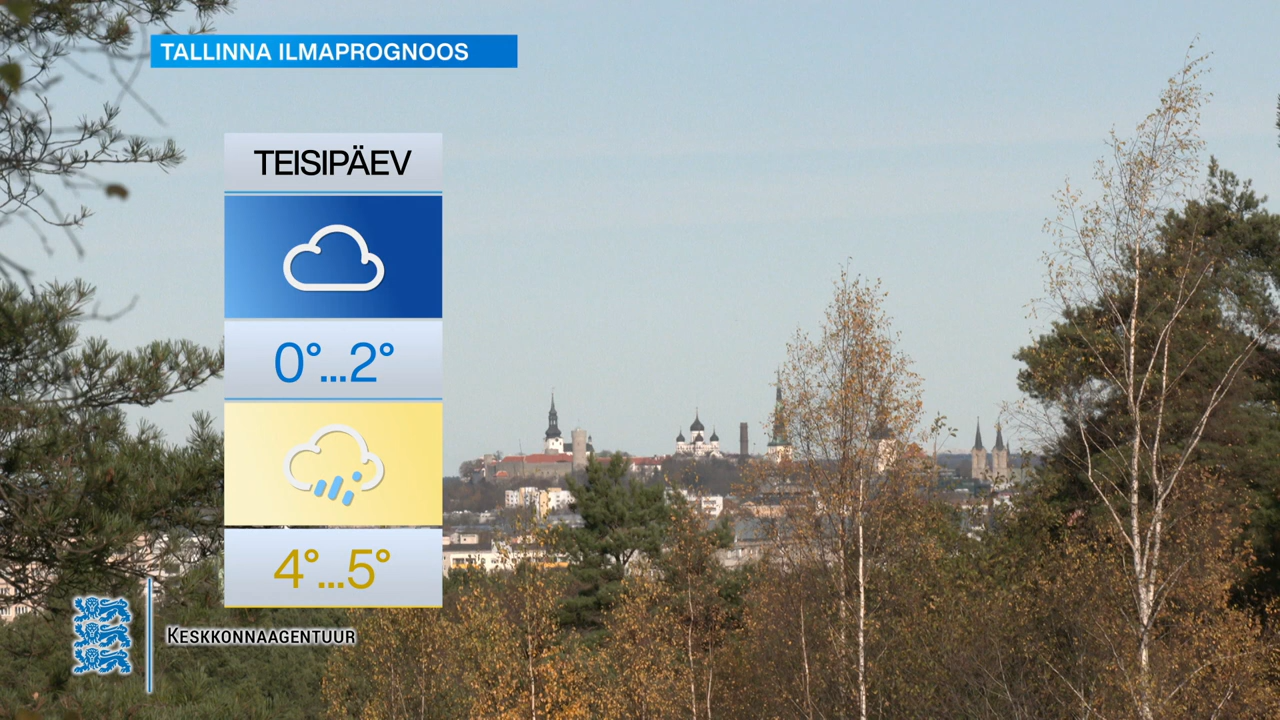 TALLINNA ILMAPROGNOOS
TEISIPÄEV
0°...2°
4°...5°
KESKKONNAAGENTUUR